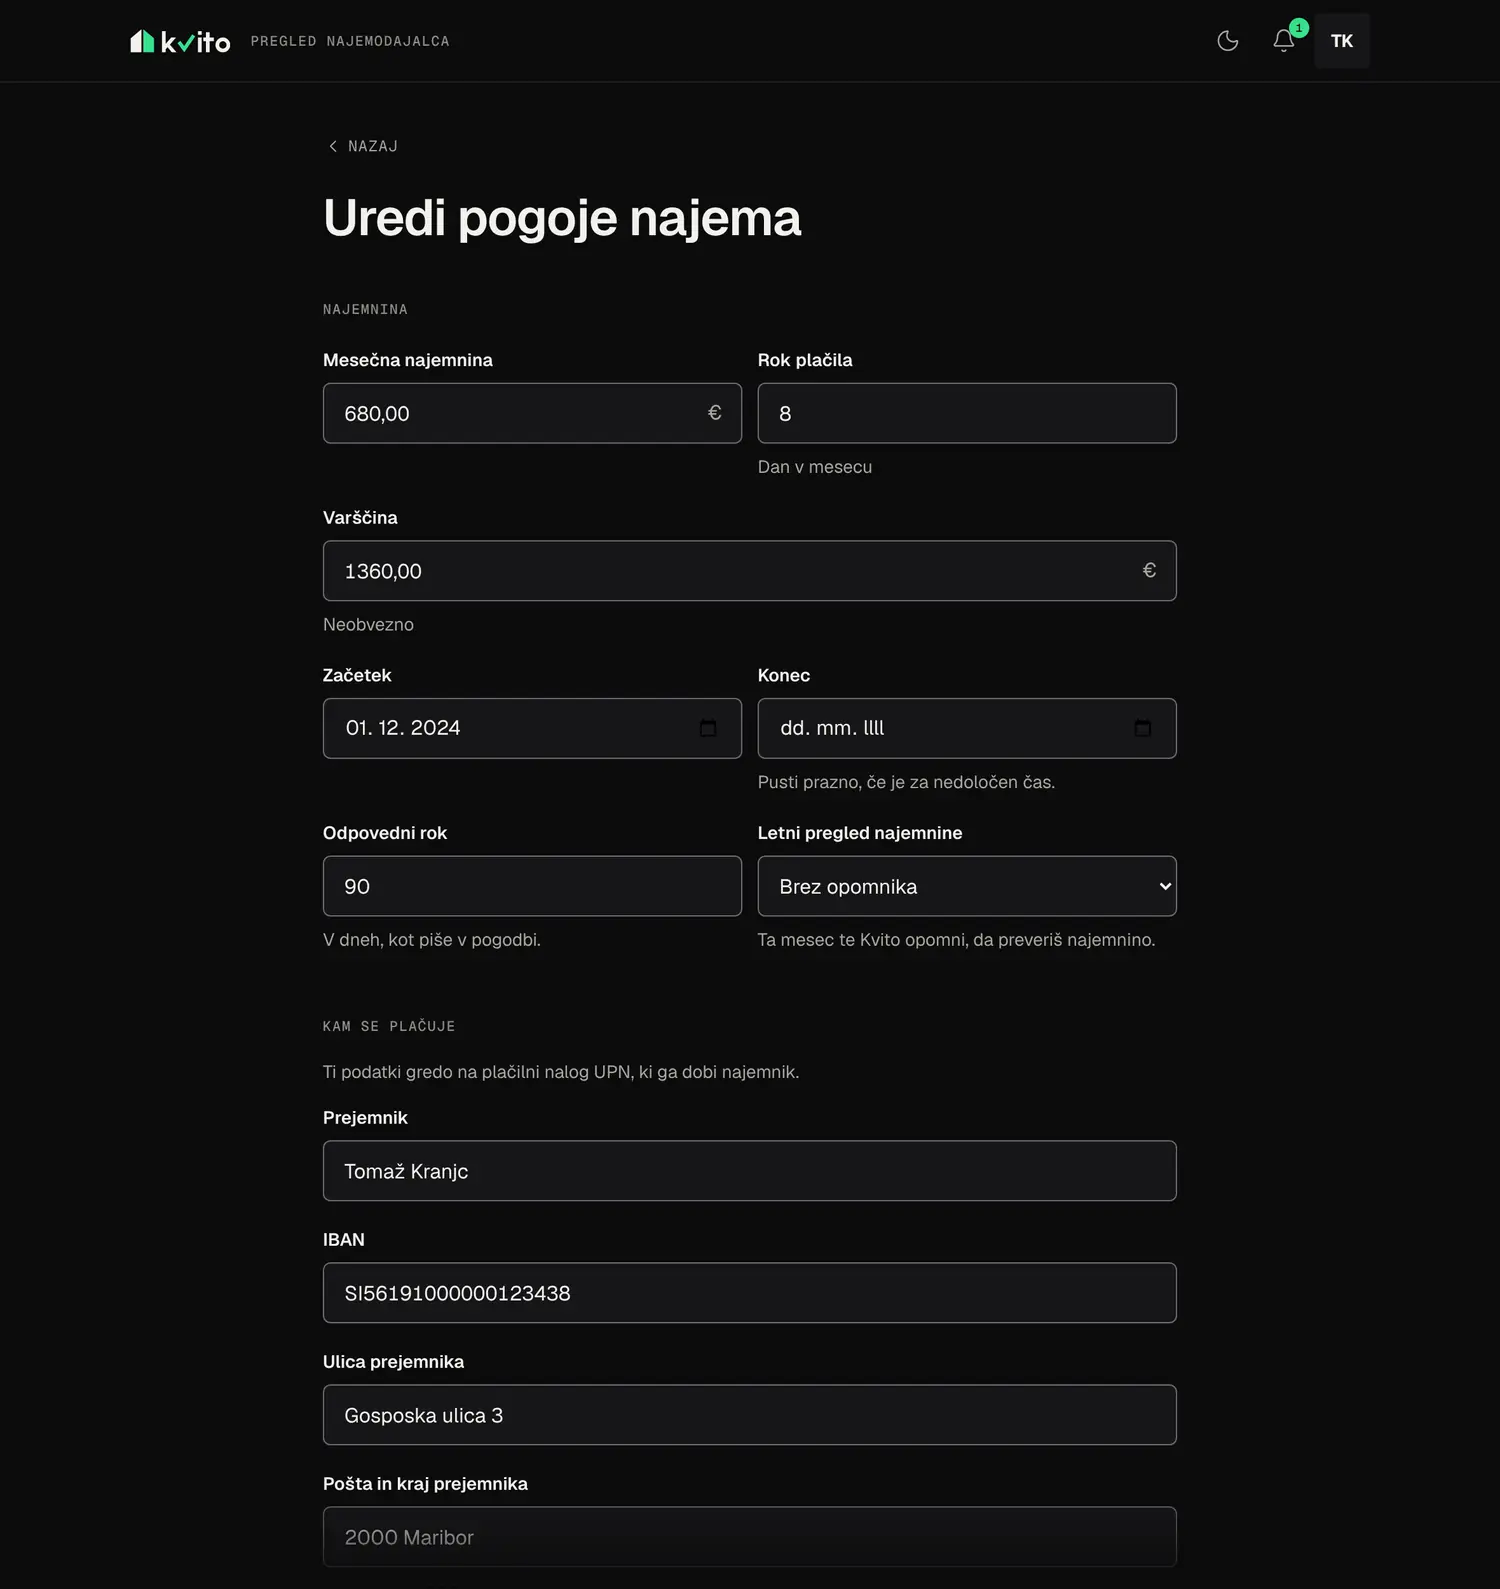 kvito PREGLED NAJEMODAJALCA 1 TK
NAZAJ
Uredi pogoje najema
NAJEMNINA
Mesečna najemnina
680,00 €
Rok plačila
8
Dan v mesecu
Varščina
1360,00 €
Neobvezno
Začetek
01. 12. 2024
Konec
dd. mm. llll
Pusti prazno, če je za nedoločen čas.
Odpovedni rok
90
V dneh, kot piše v pogodbi.
Letni pregled najemnine
Brez opomnika
Ta mesec te Kvito opomni, da preveriš najemnino.
KAM SE PLAČUJE
Ti podatki gredo na plačilni nalog UPN, ki ga dobi najemnik.
Prejemnik
Tomaž Kranjc
IBAN
SI56191000000123438
Ulica prejemnika
Gosposka ulica 3
Pošta in kraj prejemnika
2000 Maribor